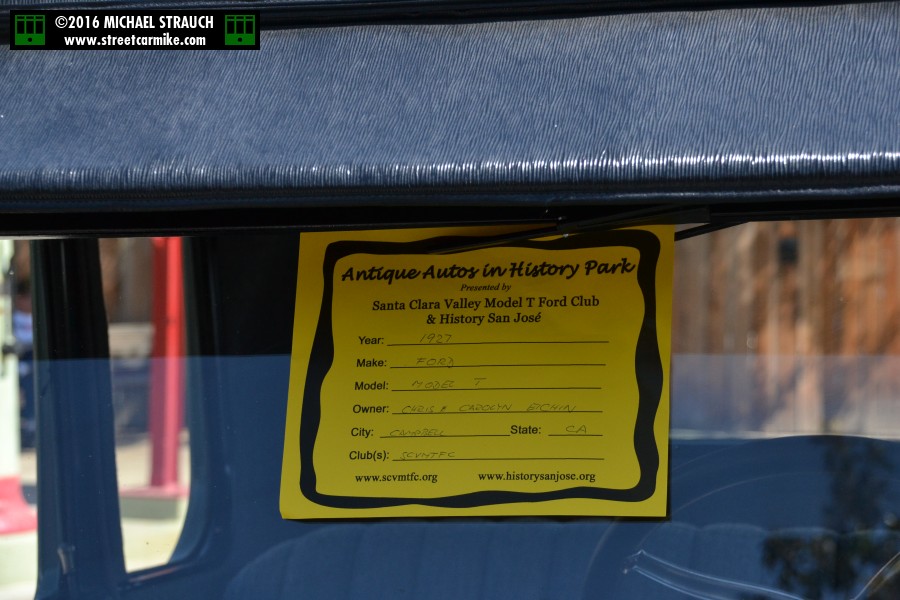 ©2016 MICHAEL STRAUCH
www.streetcarmike.com
Antique Autos in History Park
Presented by
Santa Clara Valley Model T Ford Club
& History San José
Year: 1927
Make: FORD
Model: MODEL T
Owner: CHRIS & CAROLYN
City: CAMPBELL State: CA
Club(s): SCVMTFC
www.scvmtfc.org www.historysanjose.org